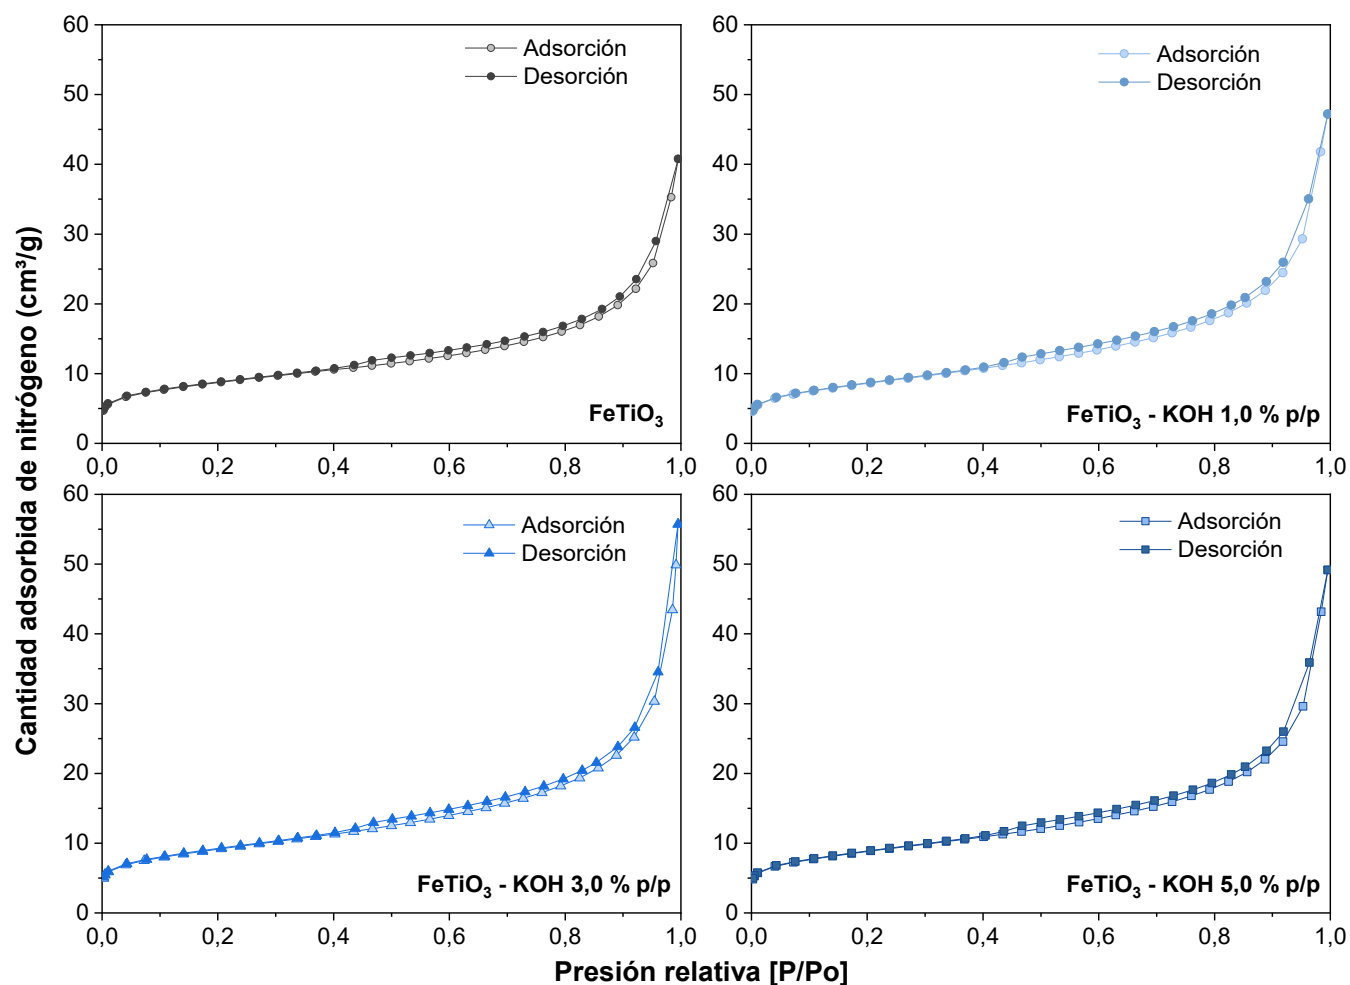 Cantidad adsorbida de nitrógeno (cm³/g)
60
50
40
30
20
10
0
Adsorción
Desorción
FeTiO₃
0,0 0,2 0,4 0,6 0,8 1,0
60
50
40
30
20
10
0
Adsorción
Desorción
FeTiO₃ - KOH 1,0 % p/p
0,0 0,2 0,4 0,6 0,8 1,0
60
50
40
30
20
10
0
Adsorción
Desorción
FeTiO₃ - KOH 3,0 % p/p
0,0 0,2 0,4 0,6 0,8 1,0
60
50
40
30
20
10
0
Adsorción
Desorción
FeTiO₃ - KOH 5,0 % p/p
0,0 0,2 0,4 0,6 0,8 1,0
Presión relativa [P/Po]